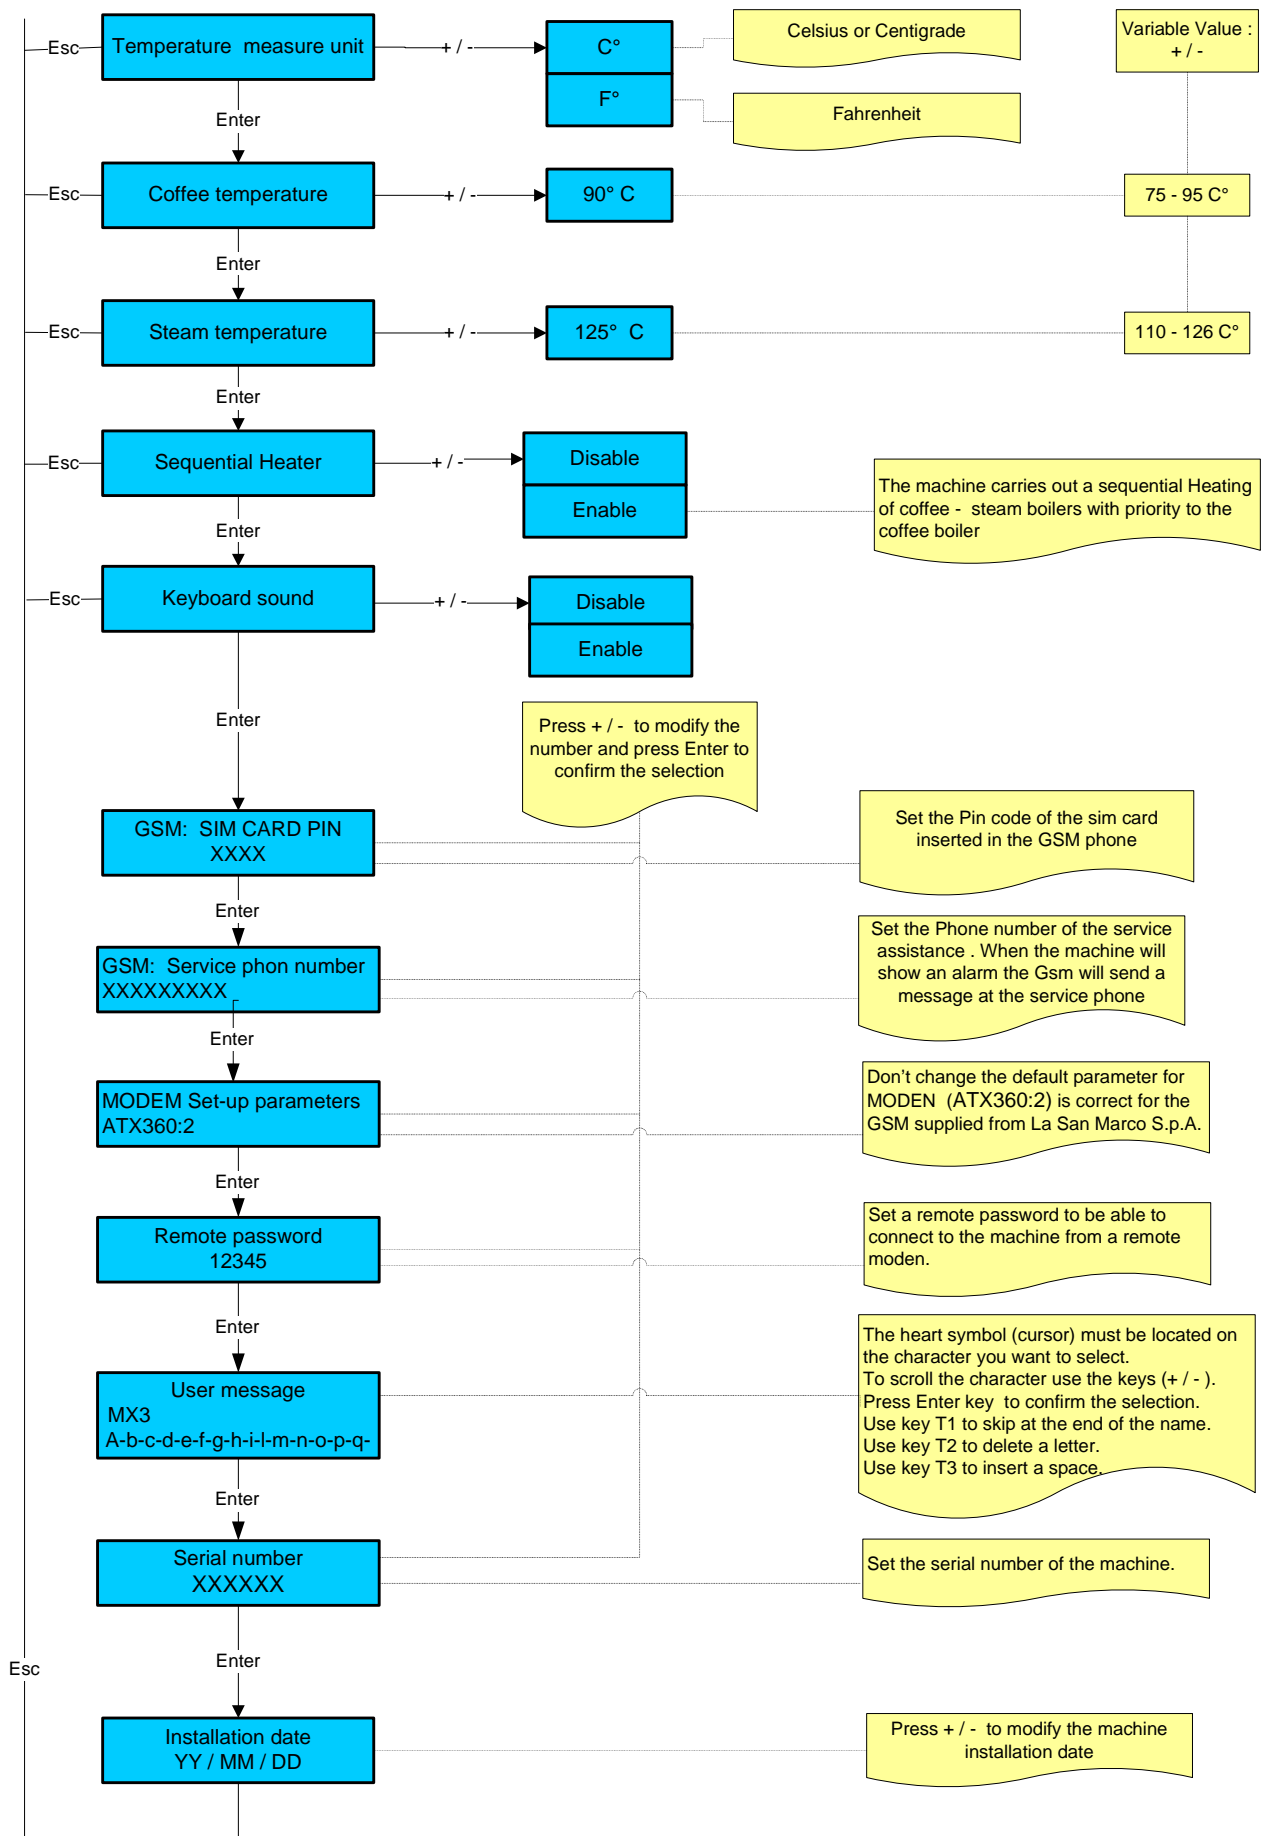 Esc
Temperature  measure unit
+ / -
C°
Celsius or Centigrade
Variable Value :
+ / -
F°
Fahrenheit
Enter
Esc
Coffee temperature
+ / -
90° C
75 - 95 C°
Enter
Esc
Steam temperature
+ / -
125°  C
110 - 126 C°
Enter
Esc
Sequential Heater
+ / -
Disable
Enable
The machine carries out a sequential Heating
of coffee -  steam boilers with priority to the
coffee boiler
Enter
Esc
Keyboard sound
+ / -
Disable
Enable
Enter
Press + / -  to modify the
number and press Enter to
confirm the selection
GSM:  SIM CARD PIN
XXXX
Set the Pin code of the sim card
inserted in the GSM phone
Enter
GSM:  Service phon number
XXXXXXXXX
Set the Phone number of the service
assistance . When the machine will
show an alarm the Gsm will send a
message at the service phone
Enter
MODEM Set-up parameters
ATX360:2
Don't change the default parameter for
MODEN  (ATX360:2) is correct for the
GSM supplied from La San Marco S.p.A.
Enter
Remote password
12345
Set a remote password to be able to
connect to the machine from a remote
moden.
Enter
User message
MX3
A-b-c-d-e-f-g-h-i-l-m-n-o-p-q-
The heart symbol (cursor) must be located on
the character you want to select.
To scroll the character use the keys (+ / - ).
Press Enter key  to confirm the selection.
Use key T1 to skip at the end of the name.
Use key T2 to delete a letter.
Use key T3 to insert a space.
Enter
Serial number
XXXXXX
Set the serial number of the machine.
Esc
Enter
Installation date
YY / MM / DD
Press + / -  to modify the machine
installation date